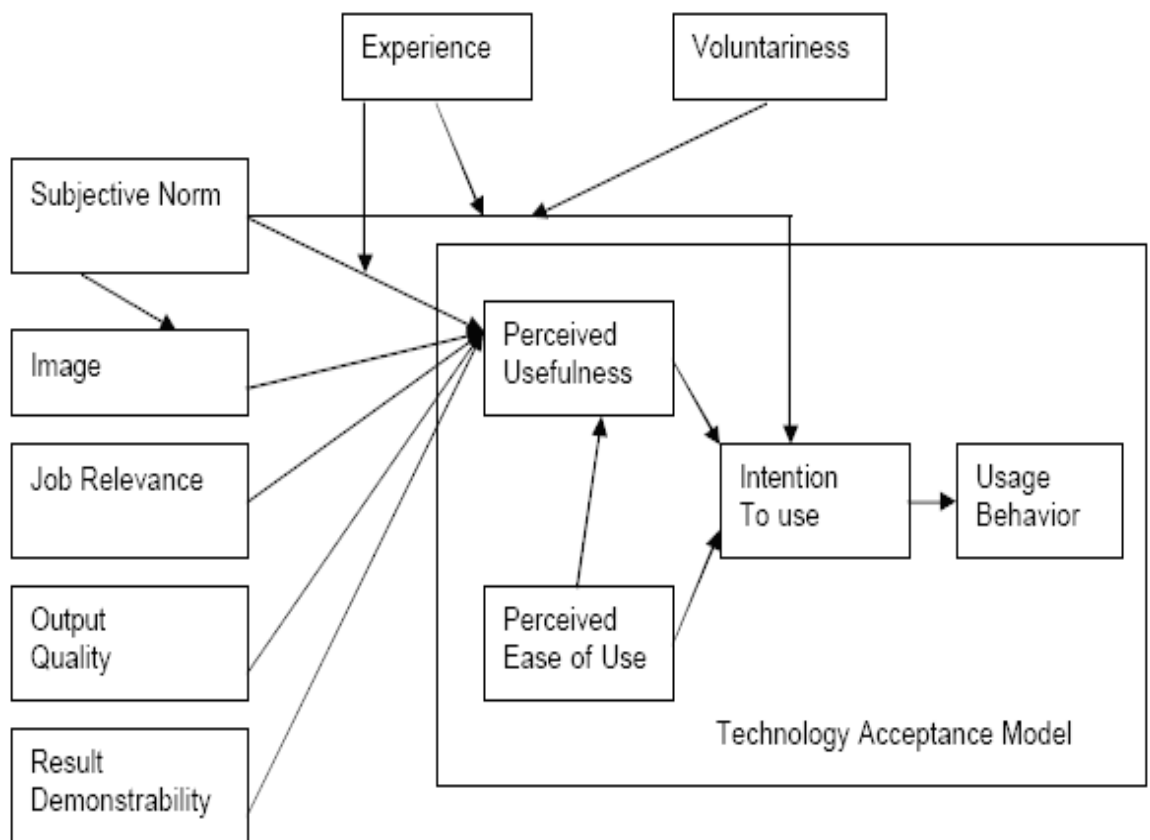 Experience
Voluntariness
Subjective Norm
Image
Job Relevance
Output
Quality
Result
Demonstrability
Perceived
Usefulness
Perceived
Ease of Use
Intention
To use
Usage
Behavior
Technology Acceptance Model